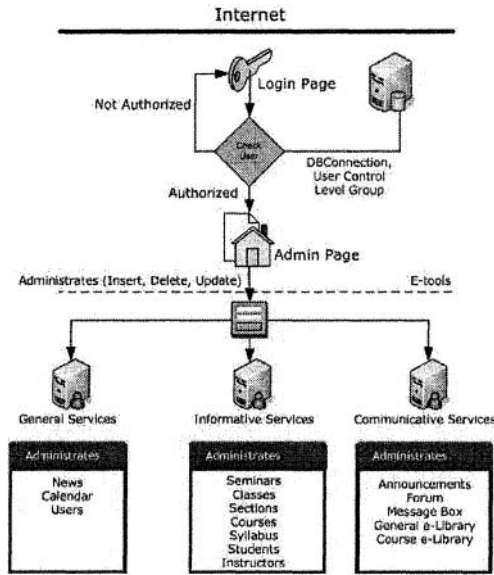 Internet
Login Page
Not Authorized
Check
User
DBConnection,
User Control
Level Group
Authorized
Admin Page
Administrates (Insert, Delete, Update)
E-tools
General Services
Informative Services
Communicative Services
Administrates
News
Calendar
Users
Administrates
Seminars
Classes
Sections
Courses
Syllabus
Students
Instructors
Administrates
Announcements
Forum
Message Box
General e-Library
Course e-Library